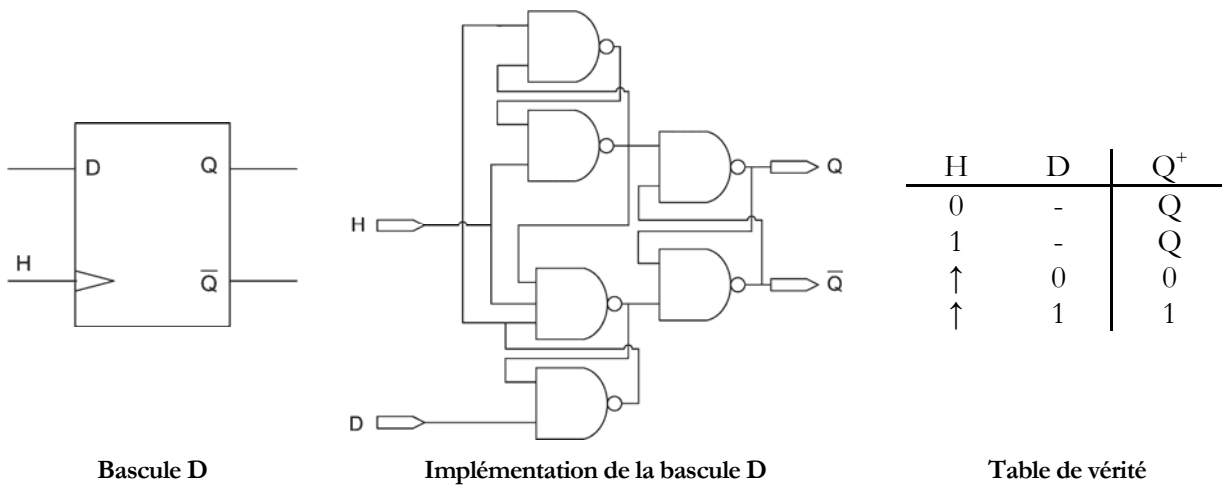 D Q
H Q̅
Bascule D
H
D
Q
Q̅
Implémentation de la bascule D
H D Q⁺
0 - Q
1 - Q
↑ 0 0
↑ 1 1
Table de vérité